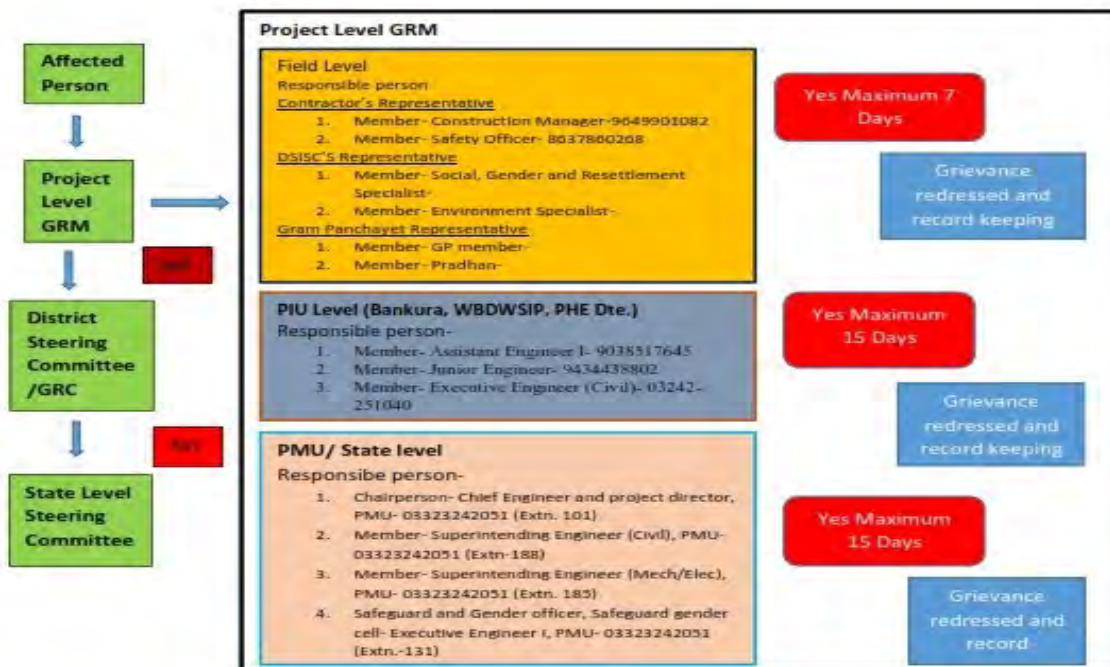 Affected
Person
Project
Level
GRM
District
Steering
Committee
/GRC
State Level
Steering
Committee
Project Level GRM
Field Level
Responsible person
Contractor's Representative
1. Member- Construction Manager-9649901082
2. Member- Safety Officer- 8637860268
DSISC'S Representative
1. Member- Social, Gender and Resettlement
Specialist-
2. Member- Environment Specialist-
Gram Panchayet Representative
1. Member- GP member-
2. Member- Pradhan-
Yes Maximum 7
Days
Grievance
redressed and
record keeping
PIU Level (Bankura, WBDWSIP, PHE Dte.)
Responsible person-
1. Member- Assistant Engineer I- 9038517645
2. Member- Junior Engineer- 9434438802
3. Member- Executive Engineer (Civil)- 03242-
251040
Yes Maximum
15 Days
Grievance
redressed and
record keeping
PMU/ State level
Responsibe person-
1. Chairperson- Chief Engineer and project director,
PMU- 03323242051 (Extn. 101)
2. Member- Superintending Engineer (Civil), PMU-
03323242051 (Extn-188)
3. Member- Superintending Engineer (Mech/Elec),
PMU- 03323242051 (Extn. 185)
4. Safeguard and Gender officer, Safeguard gender
cell- Executive Engineer I, PMU- 03323242051
(Extn.-131)
Yes Maximum
15 Days
Grievance
redressed and
record